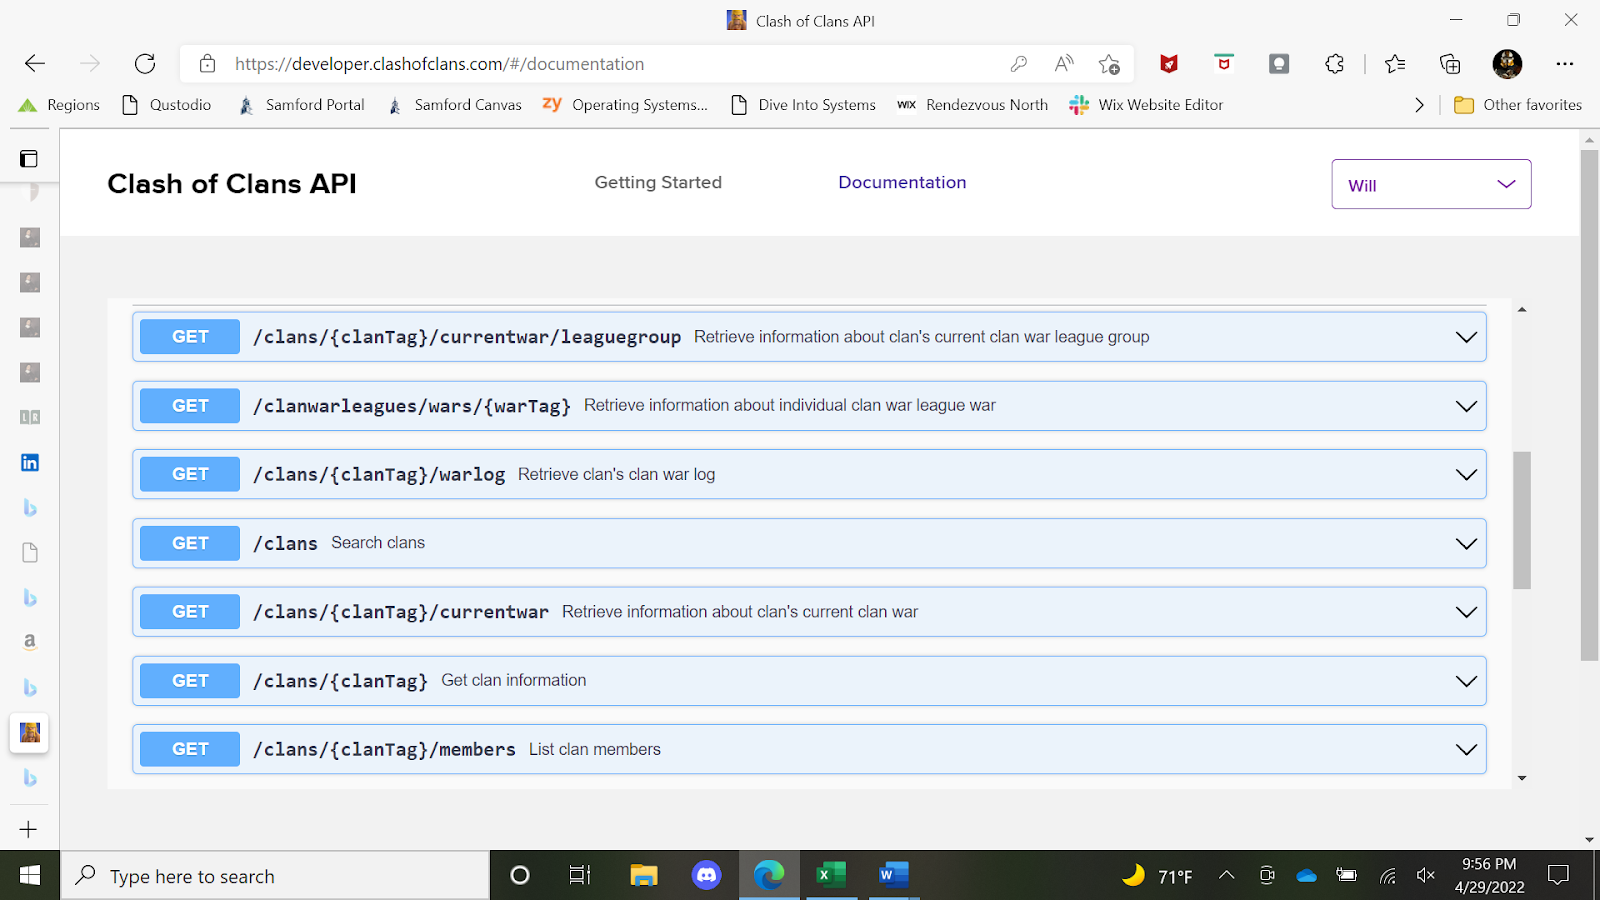 Clash of Clans API
https://developer.clashofclans.com/#/documentation
Regions Qustodio Samford Portal Samford Canvas zy Operating Systems... Dive Into Systems WIX Rendezvous North Wix Website Editor Other favorites
Clash of Clans API Getting Started Documentation Will
GET /clans/{clanTag}/currentwar/leaguegroup Retrieve information about clan's current clan war league group
GET /clanwarleagues/wars/{warTag} Retrieve information about individual clan war league war
GET /clans/{clanTag}/warlog Retrieve clan's clan war log
GET /clans Search clans
GET /clans/{clanTag}/currentwar Retrieve information about clan's current clan war
GET /clans/{clanTag} Get clan information
GET /clans/{clanTag}/members List clan members
Type here to search 71°F 9:56 PM
4/29/2022